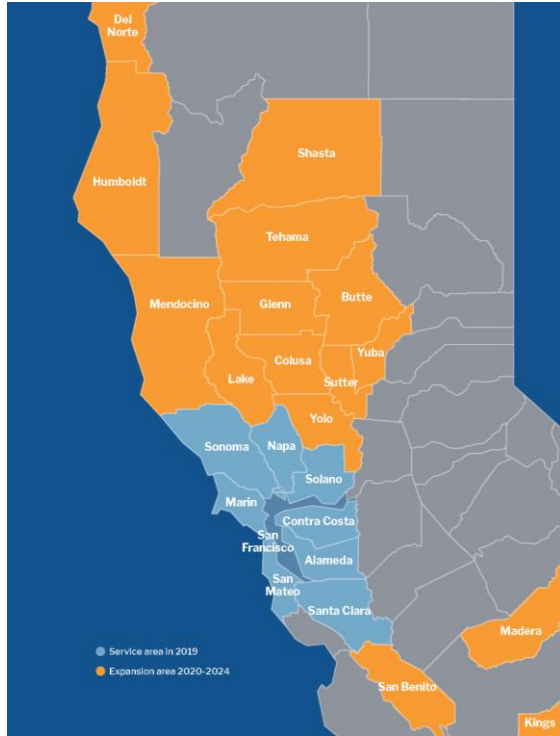 Del
Norte
Humboldt
Shasta
Tehama
Mendocino
Glenn
Butte
Colusa
Yuba
Lake
Sutter
Yolo
Sonoma
Napa
Solano
Marin
Contra Costa
San
Francisco
Alameda
San
Mateo
Santa Clara
Madera
Service area in 2019
Expansion area 2020-2024
San Benito
Kings